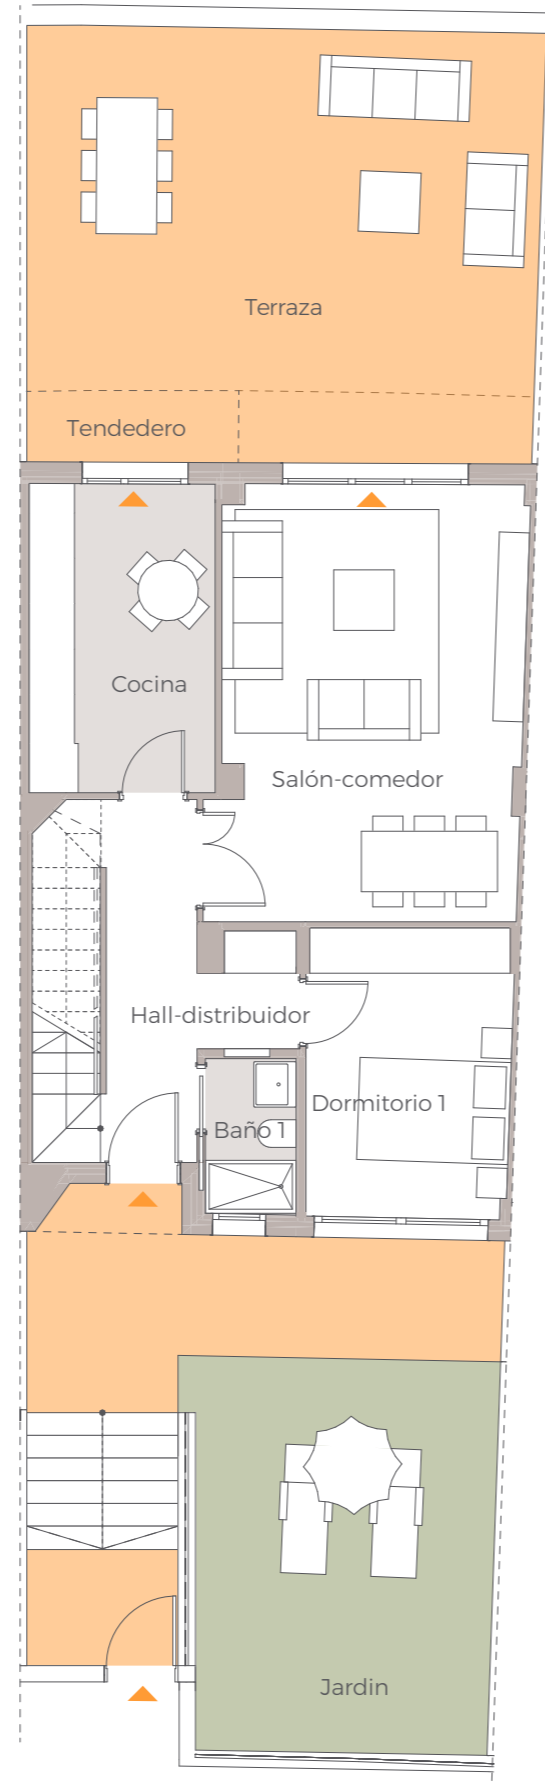 Terraza
Tendedero
Cocina
Salón-comedor
Hall-distribuidor
Dormitorio 1
Baño 1
Jardin